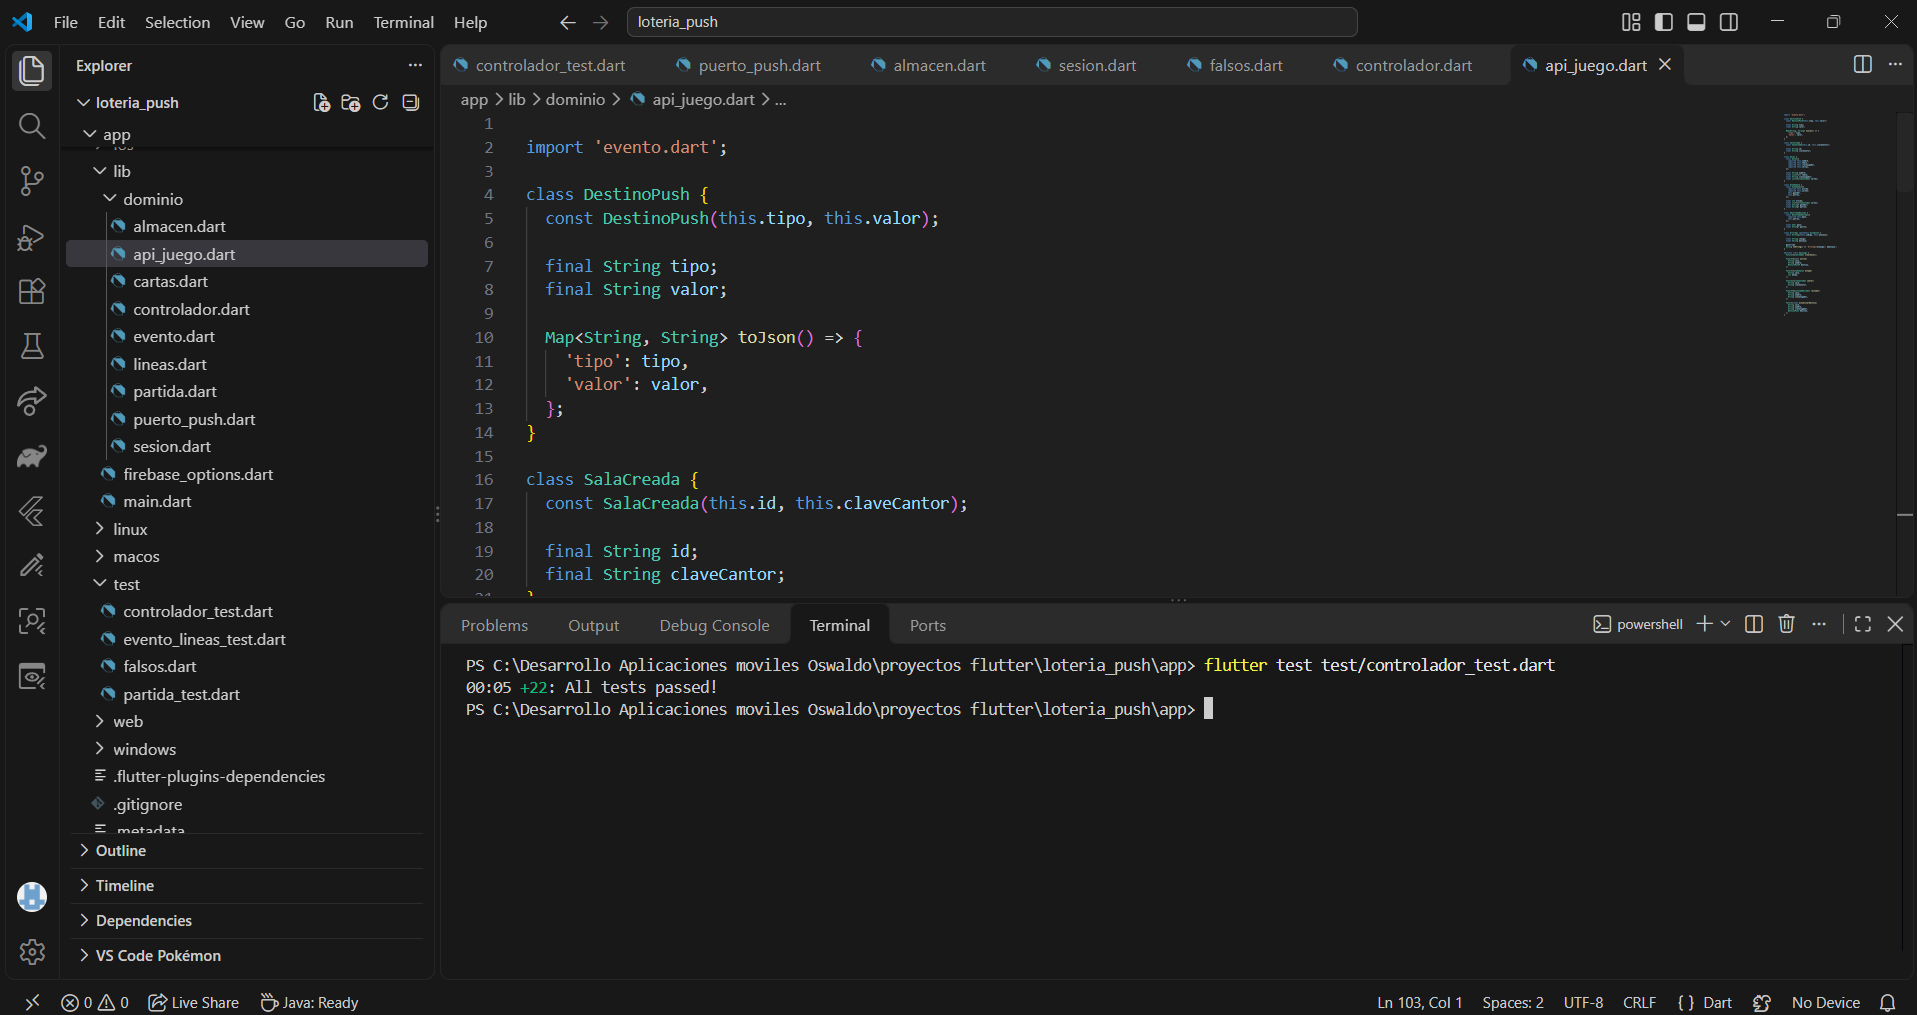 File Edit Selection View Go Run Terminal Help
loteria_push
Explorer
loteria_push
app
lib
dominio
almacen.dart
api_juego.dart
cartas.dart
controlador.dart
evento.dart
lineas.dart
partida.dart
puerto_push.dart
sesion.dart
firebase_options.dart
main.dart
linux
macos
test
controlador_test.dart
evento_lineas_test.dart
falsos.dart
partida_test.dart
web
windows
.flutter-plugins-dependencies
.gitignore
.metadata
Outline
Timeline
Dependencies
VS Code Pokémon
controlador_test.dart puerto_push.dart almacen.dart sesion.dart falsos.dart controlador.dart api_juego.dart
app > lib > dominio > api_juego.dart > ...
1
2 import 'evento.dart';
3
4 class DestinoPush {
5 const DestinoPush(this.tipo, this.valor);
6
7 final String tipo;
8 final String valor;
9
10 Map<String, String> toJson() => {
11 'tipo': tipo,
12 'valor': valor,
13 };
14 }
15
16 class SalaCreada {
17 const SalaCreada(this.id, this.claveCantor);
18
19 final String id;
20 final String claveCantor;
21 }
Problems Output Debug Console Terminal Ports
powershell
PS C:\Desarrollo Aplicaciones moviles Oswaldo\proyectos flutter\loteria_push\app> flutter test test/controlador_test.dart
00:05 +22: All tests passed!
PS C:\Desarrollo Aplicaciones moviles Oswaldo\proyectos flutter\loteria_push\app>
0 0 Live Share Java: Ready
Ln 103, Col 1 Spaces: 2 UTF-8 CRLF { } Dart No Device